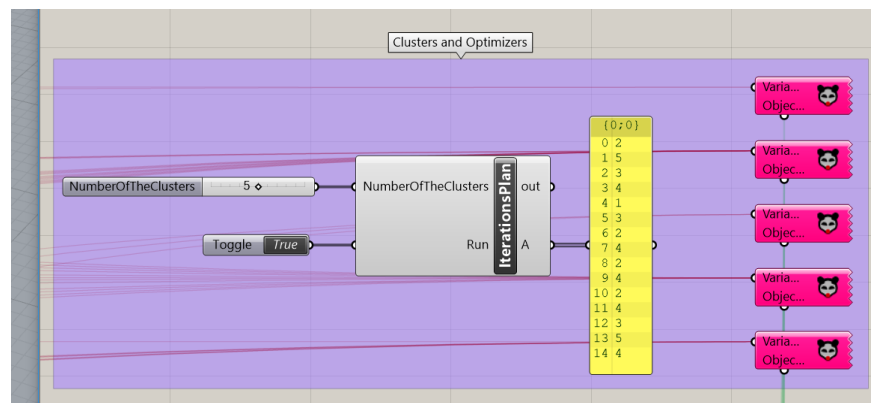 Clusters and Optimizers
Varia...
Objec...
{0;0}
0 2
1 5
2 3
3 4
4 1
5 3
6 2
7 4
8 2
9 4
10 2
11 4
12 3
13 5
14 4
Varia...
Objec...
NumberOfTheClusters 5
NumberOfTheClusters
IterationsPlan
out
Varia...
Objec...
Toggle True
Run
A
Varia...
Objec...
Varia...
Objec...